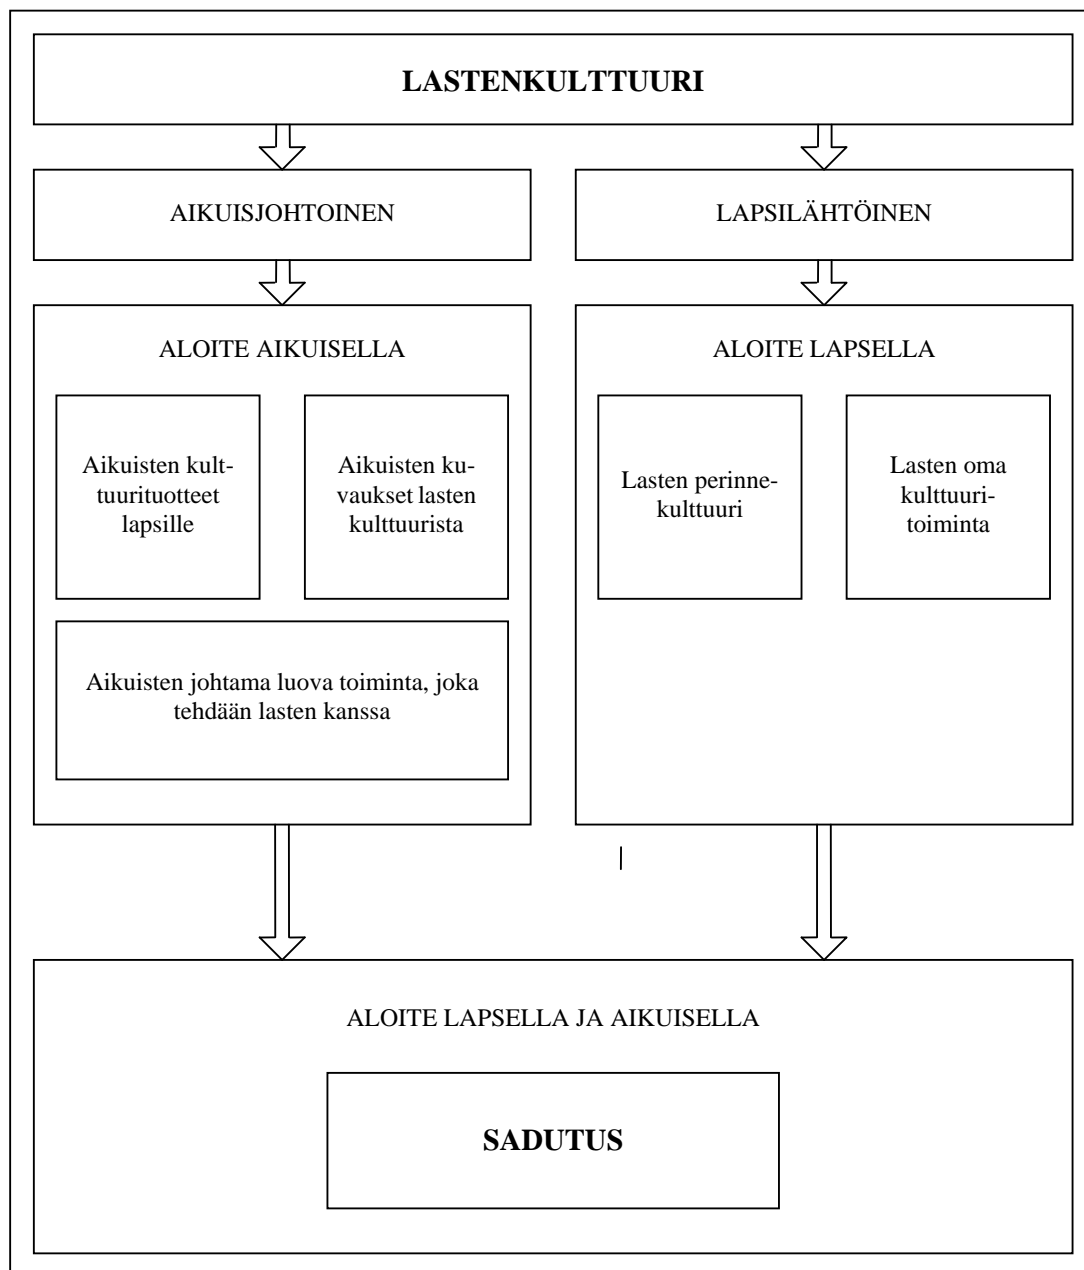 LASTENKULTTUURI
AIKUISJOHTOINEN
LAPSILÄHTÖINEN
ALOITE AIKUISELLA
Aikuisten kult-
tuurituotteet
lapsille
Aikuisten ku-
vaukset lasten
kulttuurista
Aikuisten johtama luova toiminta, joka
tehdään lasten kanssa
ALOITE LAPSELLA
Lasten perinne-
kulttuuri
Lasten oma
kulttuuri-
toiminta
ALOITE LAPSELLA JA AIKUISELLA
SADUTUS